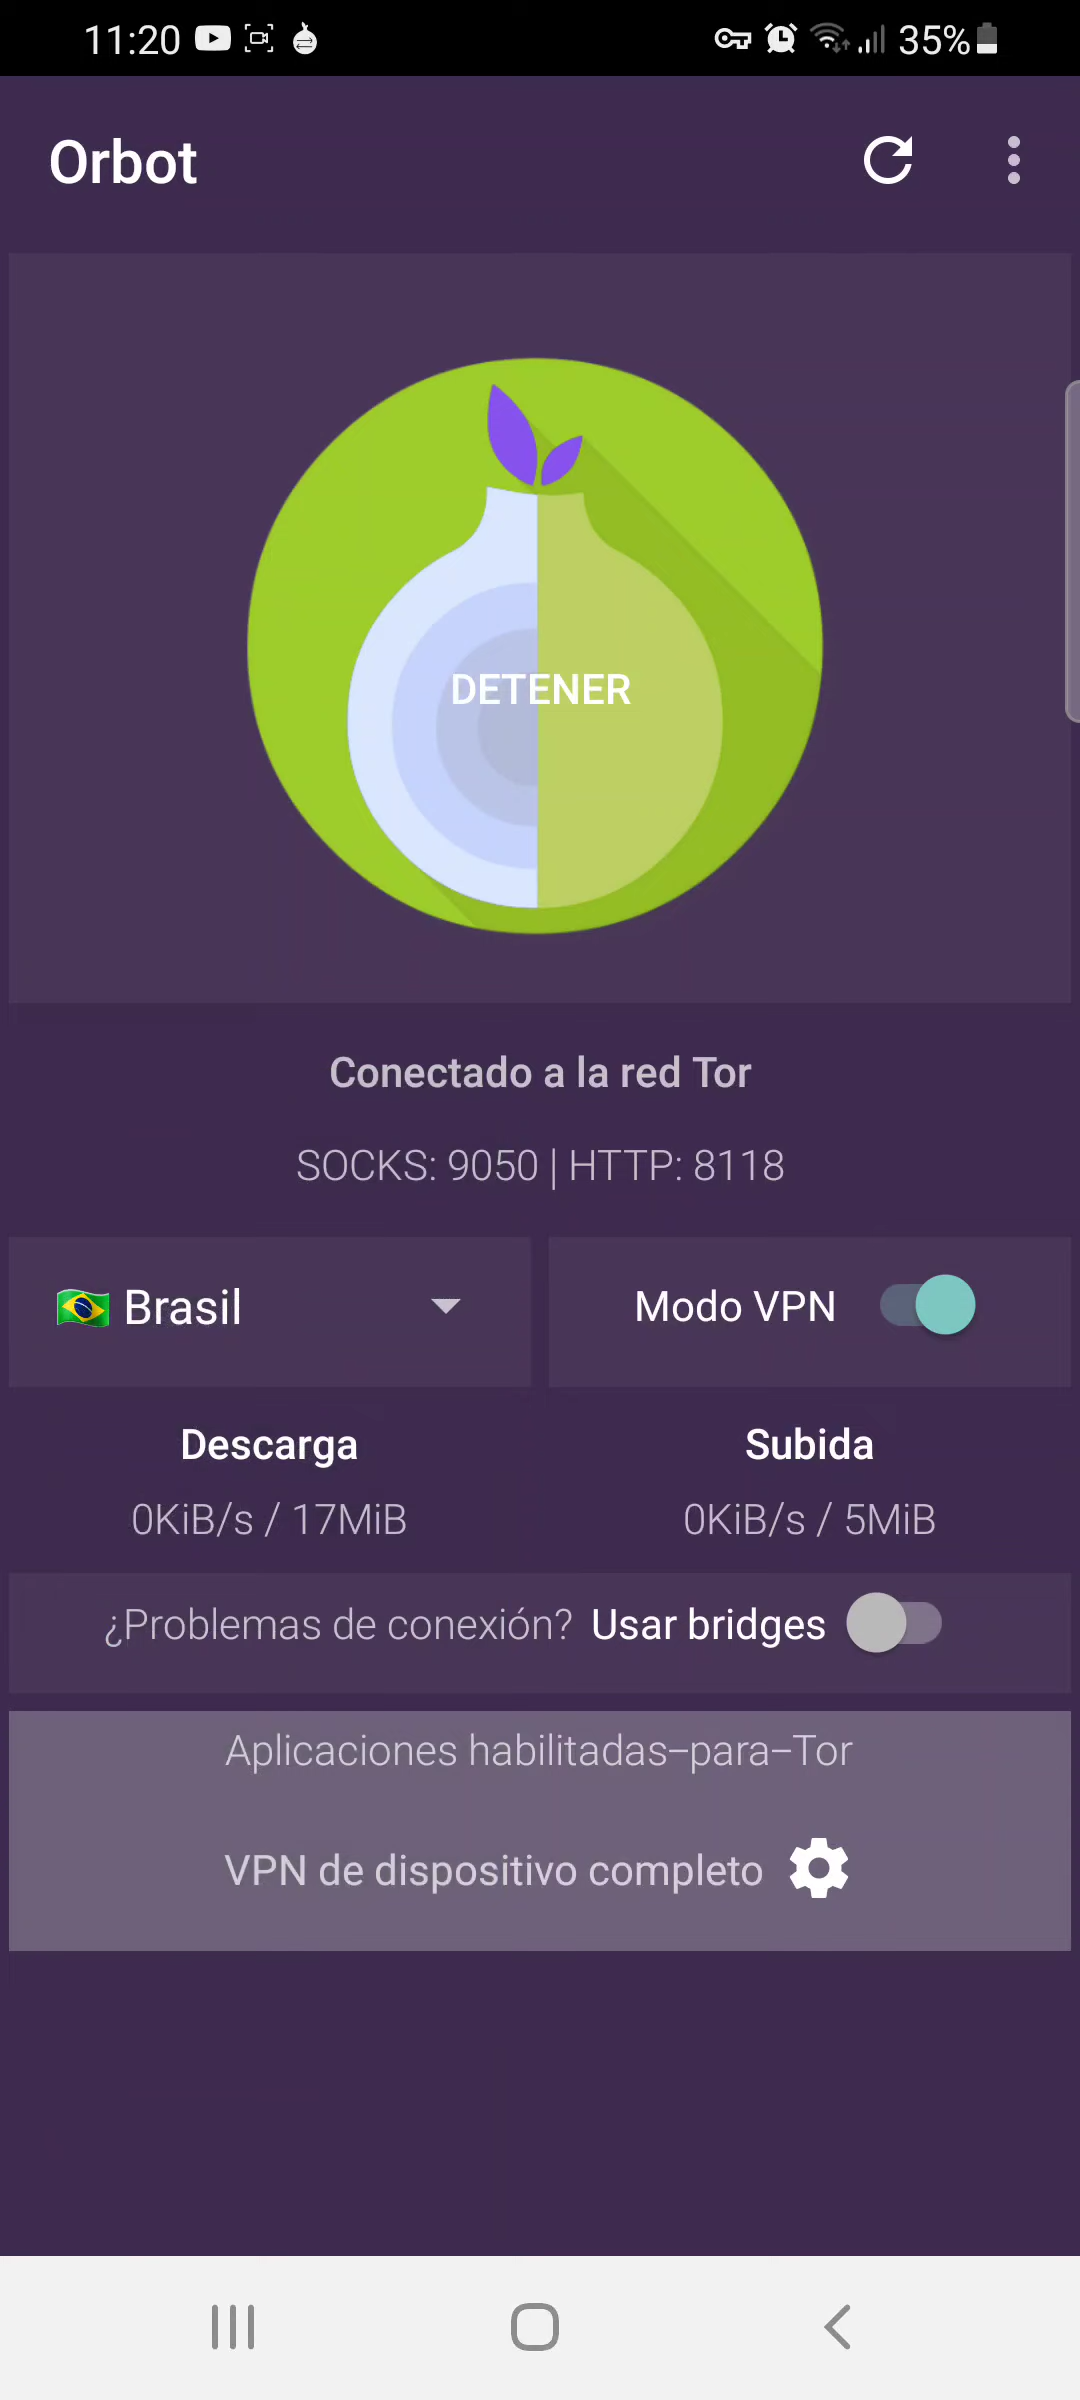 11:20
35%
Orbot
DETENER
Conectado a la red Tor
SOCKS: 9050 | HTTP: 8118
Brasil
Modo VPN
Descarga
Subida
0KiB/s / 17MiB
0KiB/s / 5MiB
¿Problemas de conexión? Usar bridges
Aplicaciones habilitadas–para–Tor
VPN de dispositivo completo